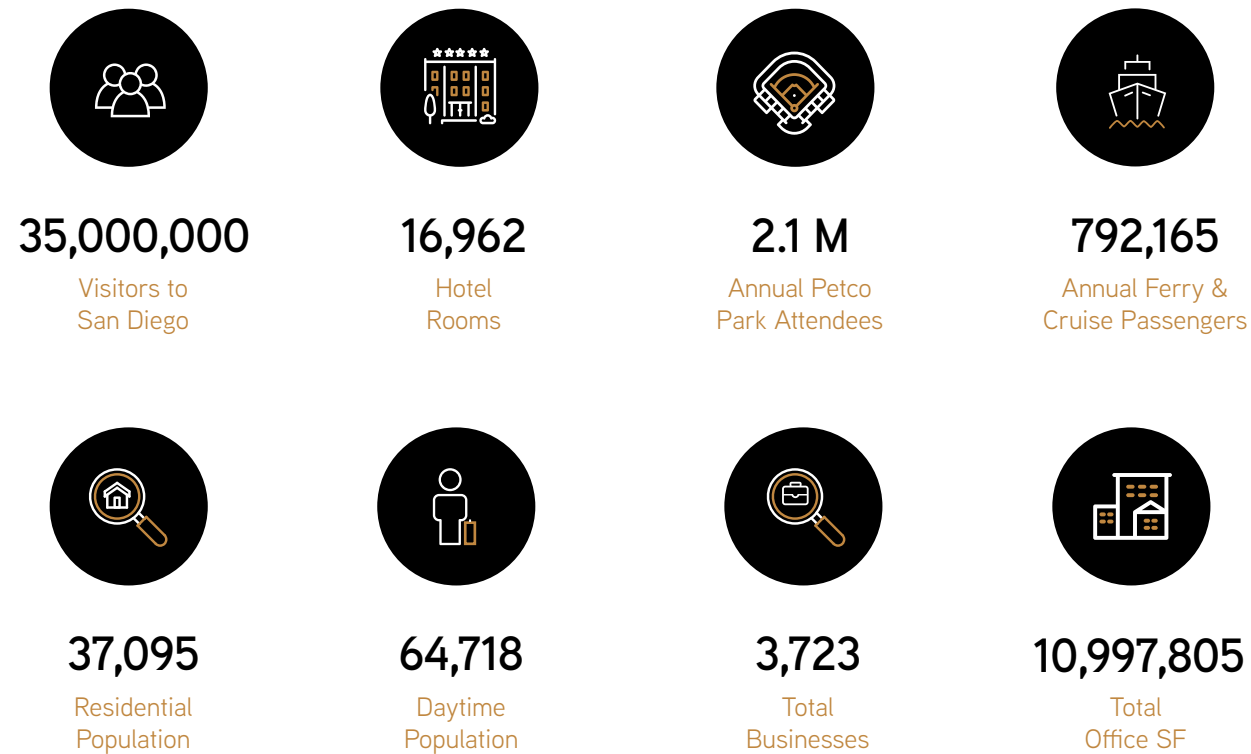 35,000,000
Visitors to
San Diego
16,962
Hotel
Rooms
2.1 M
Annual Petco
Park Attendees
792,165
Annual Ferry &
Cruise Passengers
37,095
Residential
Population
64,718
Daytime
Population
3,723
Total
Businesses
10,997,805
Total
Office SF